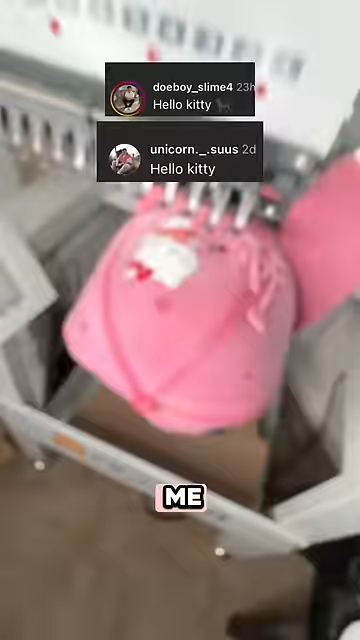 doeboy_slime4 23h
Hello kitty 🐈‍⬛
unicorn._.suus 2d
Hello kitty
ME